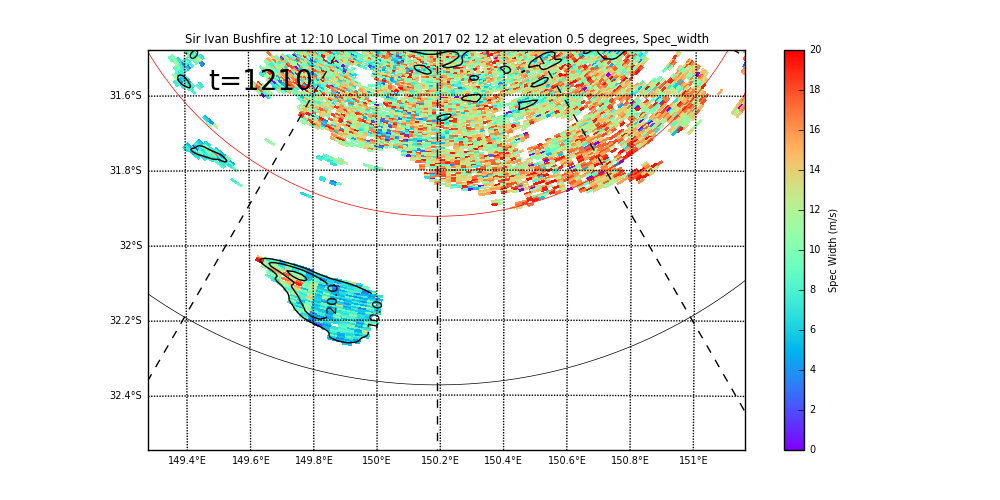 Sir Ivan Bushfire at 12:10 Local Time on 2017 02 12 at elevation 0.5 degrees, Spec_width
t=1210
31.6°S
31.8°S
32°S
32.2°S
32.4°S
20.0
10.0
149.4°E 149.6°E 149.8°E 150°E 150.2°E 150.4°E 150.6°E 150.8°E 151°E
20
18
16
14
12
10
8
6
4
2
0
Spec Width (m/s)